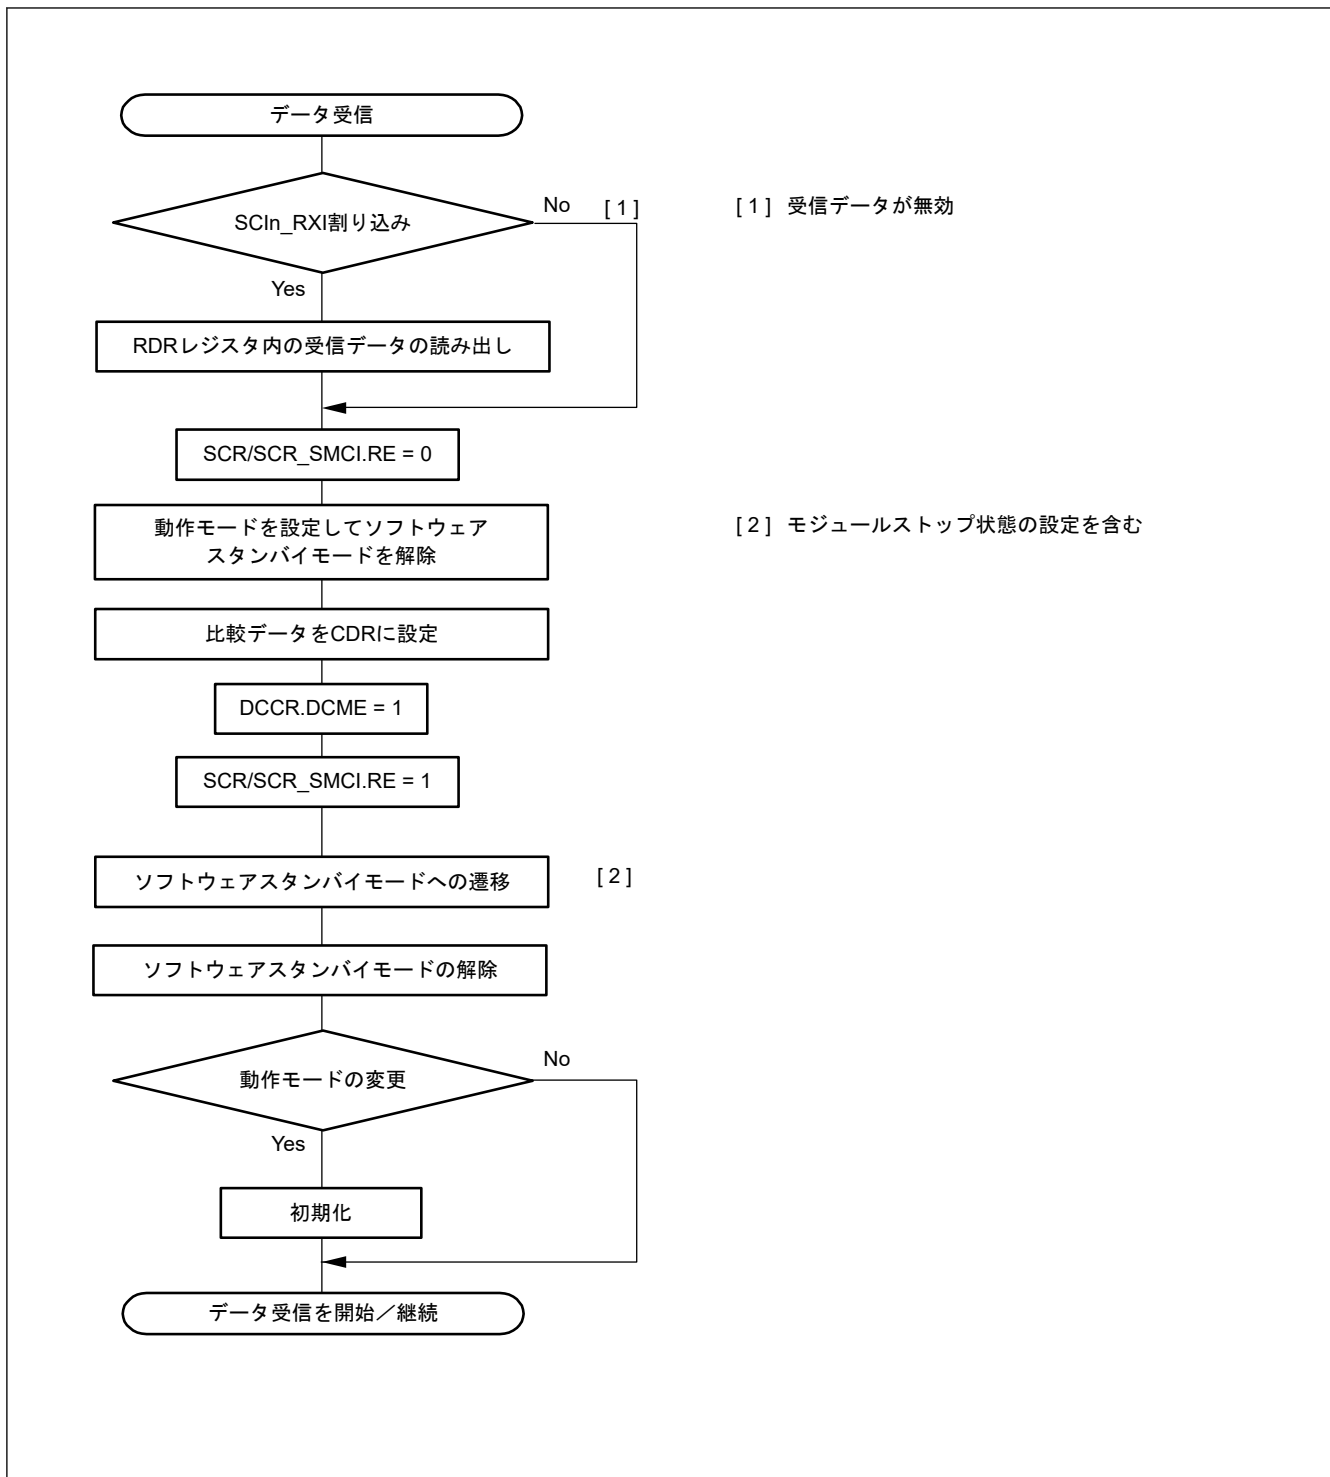 データ受信
SCIn_RXI割り込み
No
[ 1 ]
[ 1 ] 受信データが無効
Yes
RDRレジスタ内の受信データの読み出し
SCR/SCR_SMCI.RE = 0
動作モードを設定してソフトウェア
スタンバイモードを解除
[ 2 ] モジュールストップ状態の設定を含む
比較データをCDRに設定
DCCR.DCME = 1
SCR/SCR_SMCI.RE = 1
ソフトウェアスタンバイモードへの遷移
[ 2 ]
ソフトウェアスタンバイモードの解除
動作モードの変更
No
Yes
初期化
データ受信を開始／継続